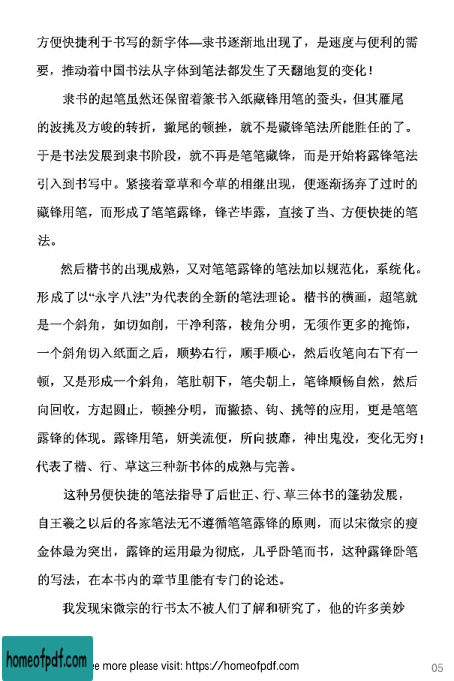 方便快捷利于书写的新字体—隶书逐渐地出现了，是速度与便利的需
要，推动着中国书法从字体到笔法都发生了天翻地复的变化！
隶书的起笔虽然还保留着篆书入纸藏锋用笔的蚕头，但其雁尾
的波挑及方峻的转折，撇尾的顿挫，就不是藏锋笔法所能胜任的了。
于是书法发展到隶书阶段，就不再是笔笔藏锋，而是开始将露锋笔法
引入到书写中。紧接着章草和今草的相继出现，便逐渐扬弃了过时的
藏锋用笔，而形成了笔笔露锋，锋芒毕露，直接了当、方便快捷的笔
法。
然后楷书的出现成熟，又对笔笔露锋的笔法加以规范化，系统化。
形成了以“永字八法”为代表的全新的笔法理论。楷书的横画，起笔就
是一个斜角，如切如削，干净利落，棱角分明，无须作更多的掩饰，
一个斜角切入纸面之后，顺势右行，顺手顺心，然后收笔向右下有一
顿，又是形成一个斜角，笔肚朝下，笔尖朝上，笔锋顺畅自然，然后
向回收，方起圆止，顿挫分明，而撇捺、钩、挑等的应用，更是笔笔
露锋的体现。露锋用笔，妍美流便，所向披靡，神出鬼没，变化无穷！
代表了楷、行、草这三种新书体的成熟与完善。
这种另便快捷的笔法指导了后世正、行、草三体书的篷勃发展，
自王羲之以后的各家笔法无不遵循笔笔露锋的原则，而以宋微宗的瘦
金体最为突出，露锋的运用最为彻底，几乎卧笔而书，这种露锋卧笔
的写法，在本书内的章节里能有专门的论述。
我发现宋微宗的行书太不被人们了解和研究了，他的许多美妙
homeofpdf.com
ee more please visit: https://homeofpdf.com
05